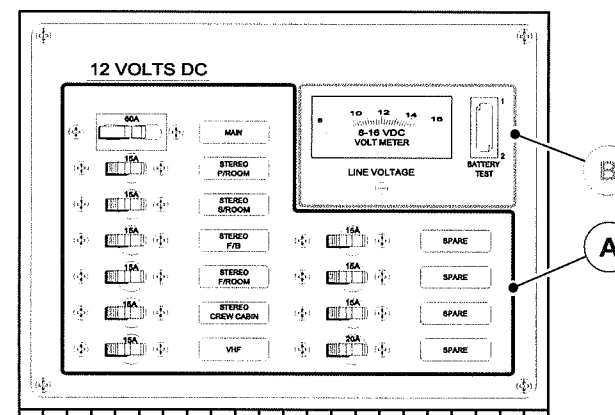 12 VOLTS DC
60A
MAIN
15A
STEREO
P/ROOM
15A
STEREO
S/ROOM
15A
STEREO
F/B
15A
STEREO
F/ROOM
15A
STEREO
CREW CABIN
15A
VHF
8 10 12 14 16
8-16 VDC
VOLT METER
LINE VOLTAGE
1
2
BATTERY
TEST
15A
SPARE
15A
SPARE
15A
SPARE
20A
SPARE
B
A